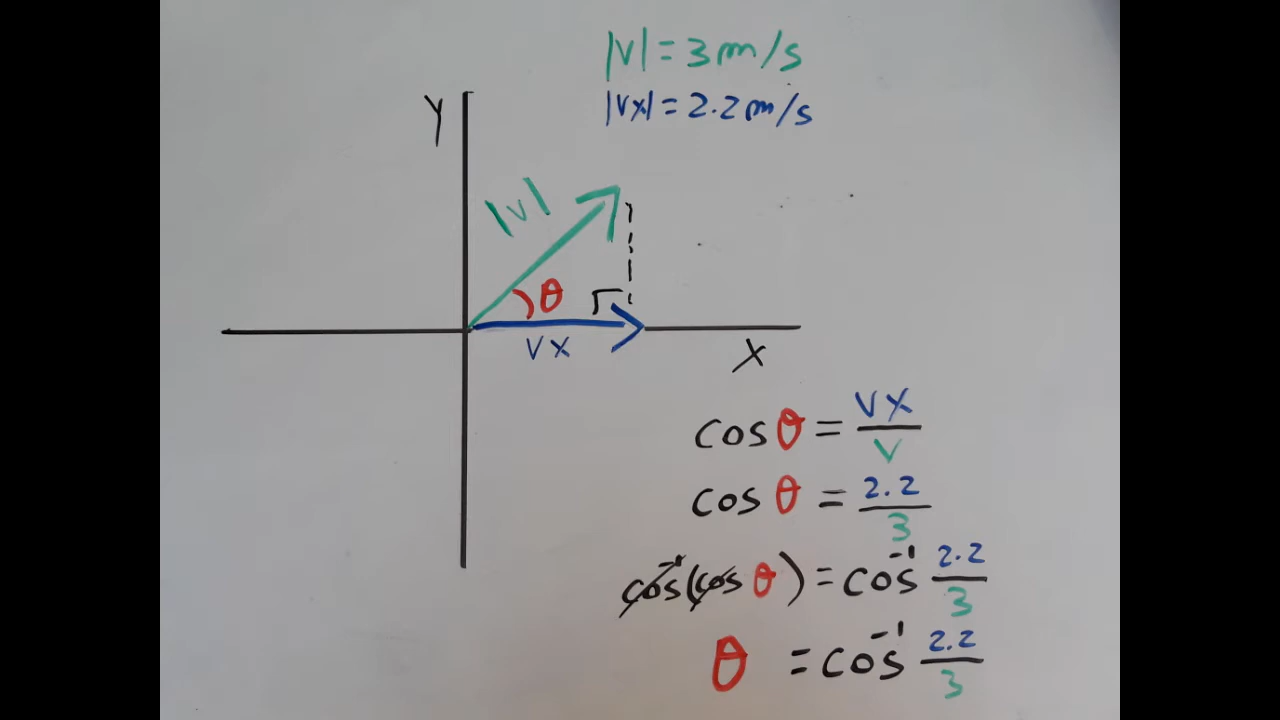 |V| = 3 m/s
|Vx| = 2.2 m/s
Y
|V|
θ
Vx
X
cos θ = Vx/V
cos θ = 2.2/3
cos⁻¹(cos θ) = cos⁻¹ 2.2/3
θ = cos⁻¹ 2.2/3